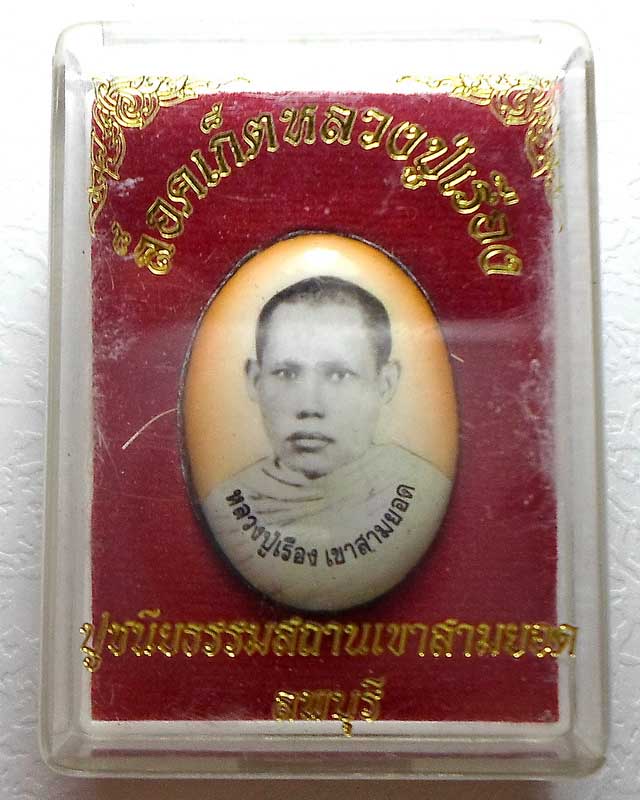 ล็อคเก็ตหลวงปู่เรือง
หลวงปู่เรือง เขาสามยอด
ปูชนียธรรมสถานเขาสามยอด
ลพบุรี